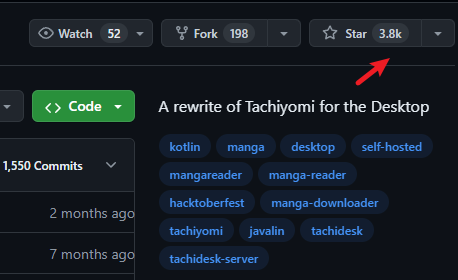 Watch 52 Fork 198 Star 3.8k
Code
A rewrite of Tachiyomi for the Desktop
1,550 Commits
2 months ago
7 months ago
kotlin manga desktop self-hosted
mangareader manga-reader
hacktoberfest manga-downloader
tachiyomi javalin tachidesk
tachidesk-server